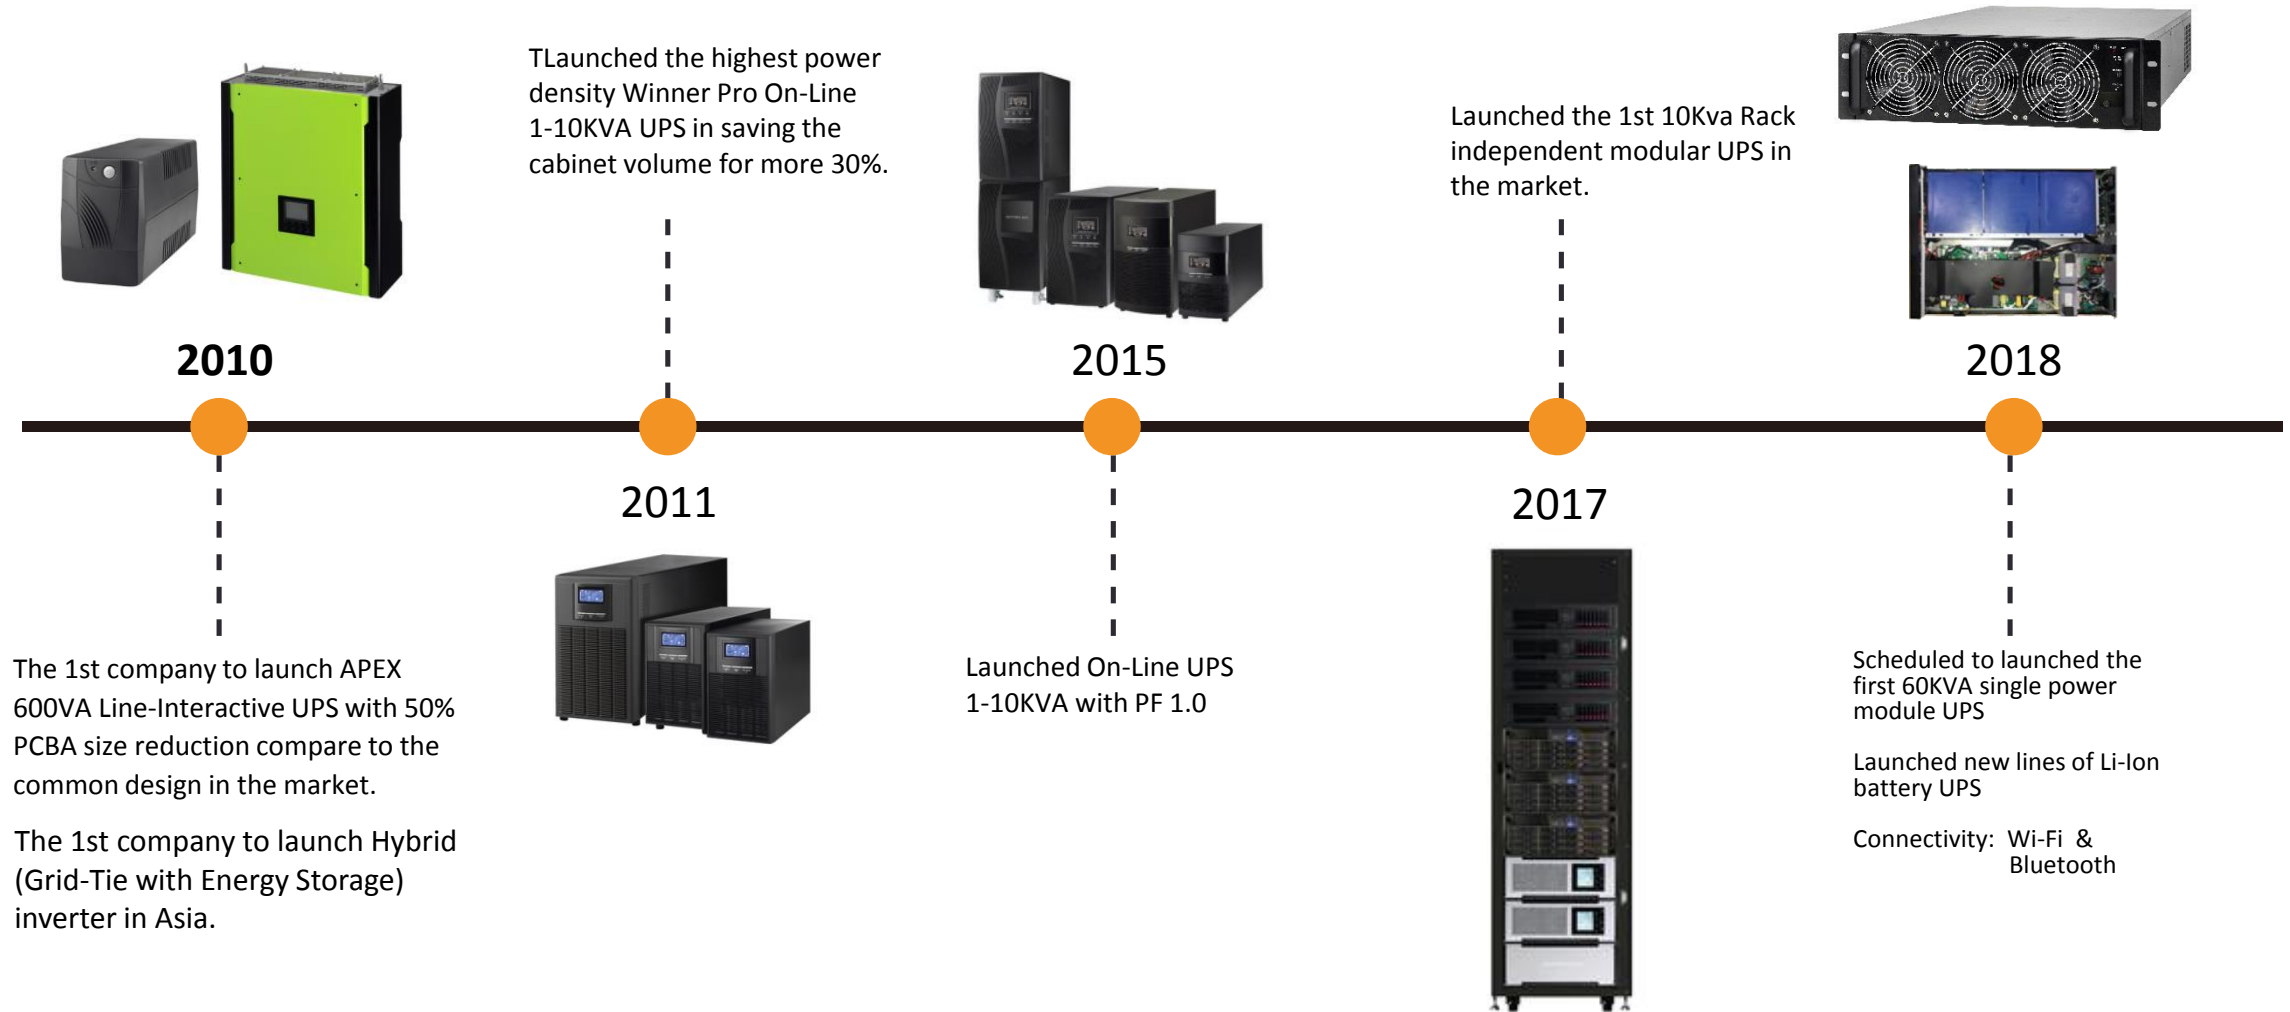 2010
The 1st company to launch APEX
600VA Line-Interactive UPS with 50%
PCBA size reduction compare to the
common design in the market.
The 1st company to launch Hybrid
(Grid-Tie with Energy Storage)
inverter in Asia.
TLaunched the highest power
density Winner Pro On-Line
1-10KVA UPS in saving the
cabinet volume for more 30%.
2011
2015
Launched On-Line UPS
1-10KVA with PF 1.0
Launched the 1st 10Kva Rack
independent modular UPS in
the market.
2017
2018
Scheduled to launched the
first 60KVA single power
module UPS
Launched new lines of Li-Ion
battery UPS
Connectivity: Wi-Fi &
Bluetooth